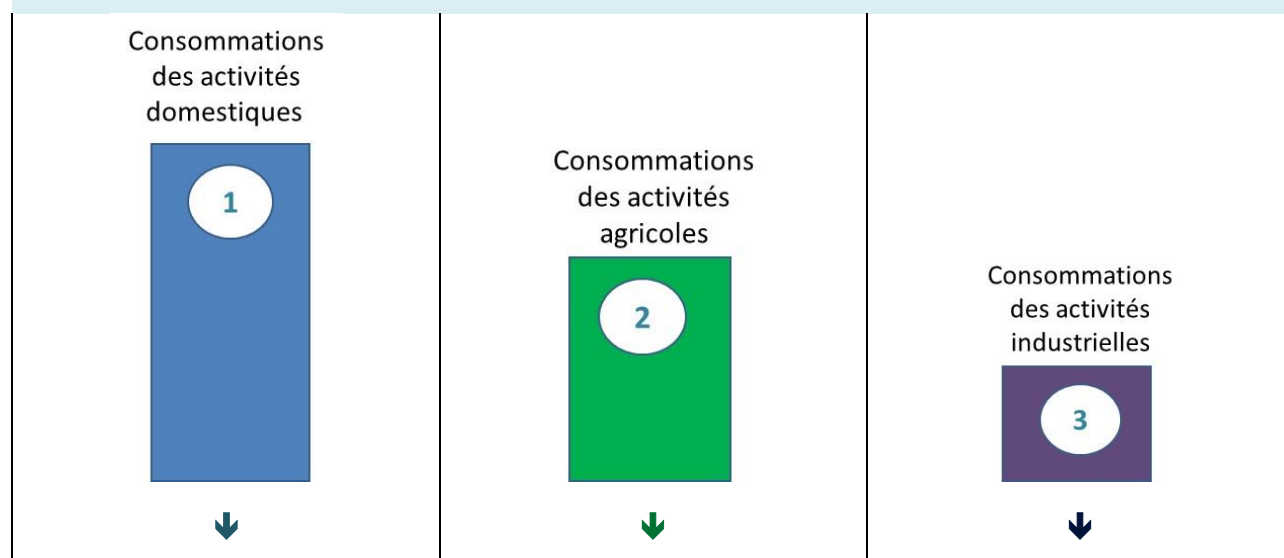 Consommations
des activités
domestiques
1
Consommations
des activités
agricoles
2
Consommations
des activités
industrielles
3